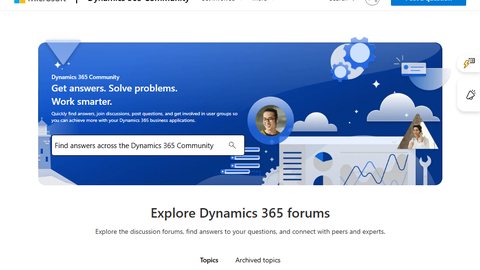 Dynamics 365 Community
Get answers. Solve problems.
Work smarter.
Quickly find answers, join discussions, post questions, and get involved in user groups so
you can achieve more with your Dynamics 365 business applications.
Find answers across the Dynamics 365 Community
Explore Dynamics 365 forums
Explore the discussion forums, find answers to your questions, and connect with peers and experts.
Topics Archived topics